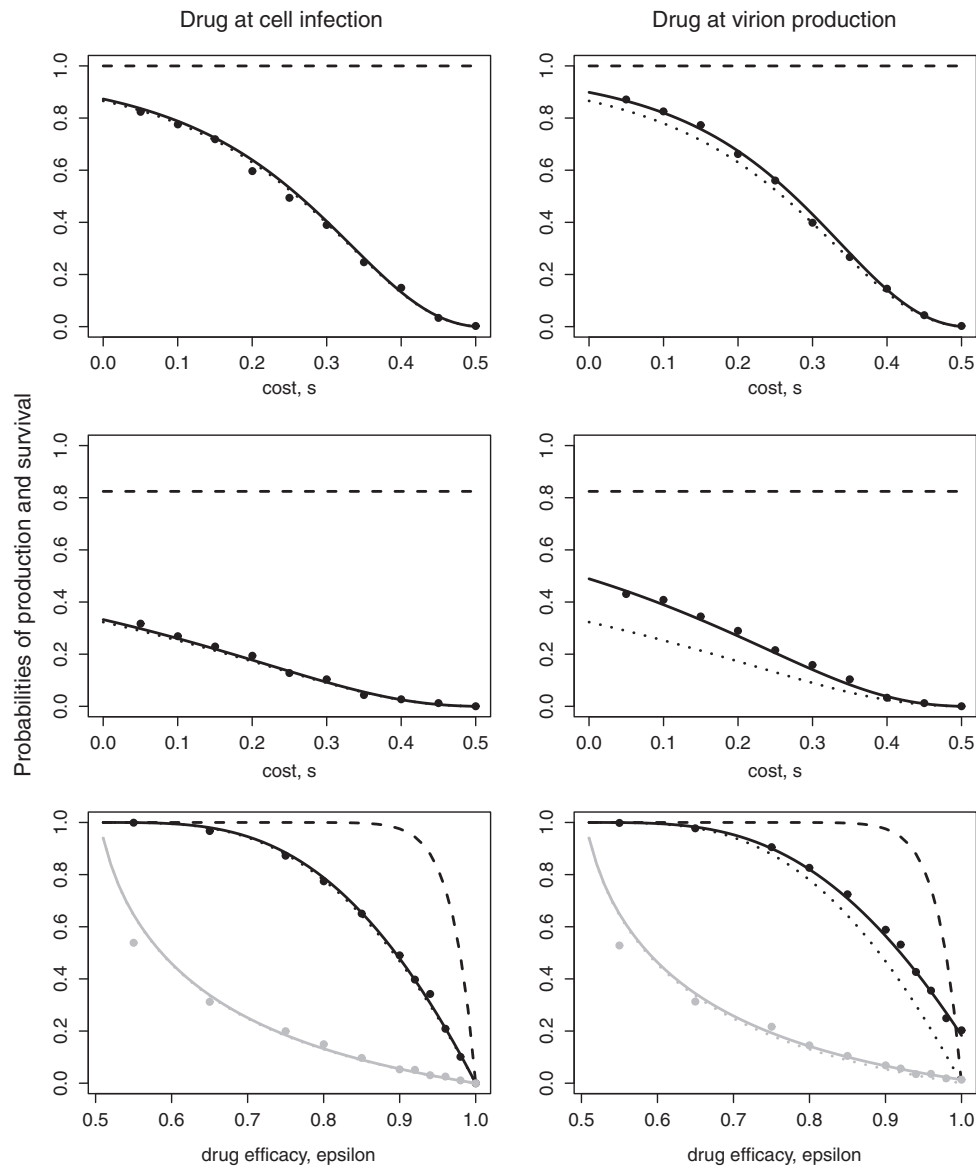 Drug at cell infection
Drug at virion production
Probabilities of production and survival
1.0
0.8
0.6
0.4
0.2
0.0
0.0 0.1 0.2 0.3 0.4 0.5
cost, s
1.0
0.8
0.6
0.4
0.2
0.0
0.0 0.1 0.2 0.3 0.4 0.5
cost, s
1.0
0.8
0.6
0.4
0.2
0.0
0.0 0.1 0.2 0.3 0.4 0.5
cost, s
1.0
0.8
0.6
0.4
0.2
0.0
0.0 0.1 0.2 0.3 0.4 0.5
cost, s
1.0
0.8
0.6
0.4
0.2
0.0
0.5 0.6 0.7 0.8 0.9 1.0
drug efficacy, epsilon
1.0
0.8
0.6
0.4
0.2
0.0
0.5 0.6 0.7 0.8 0.9 1.0
drug efficacy, epsilon